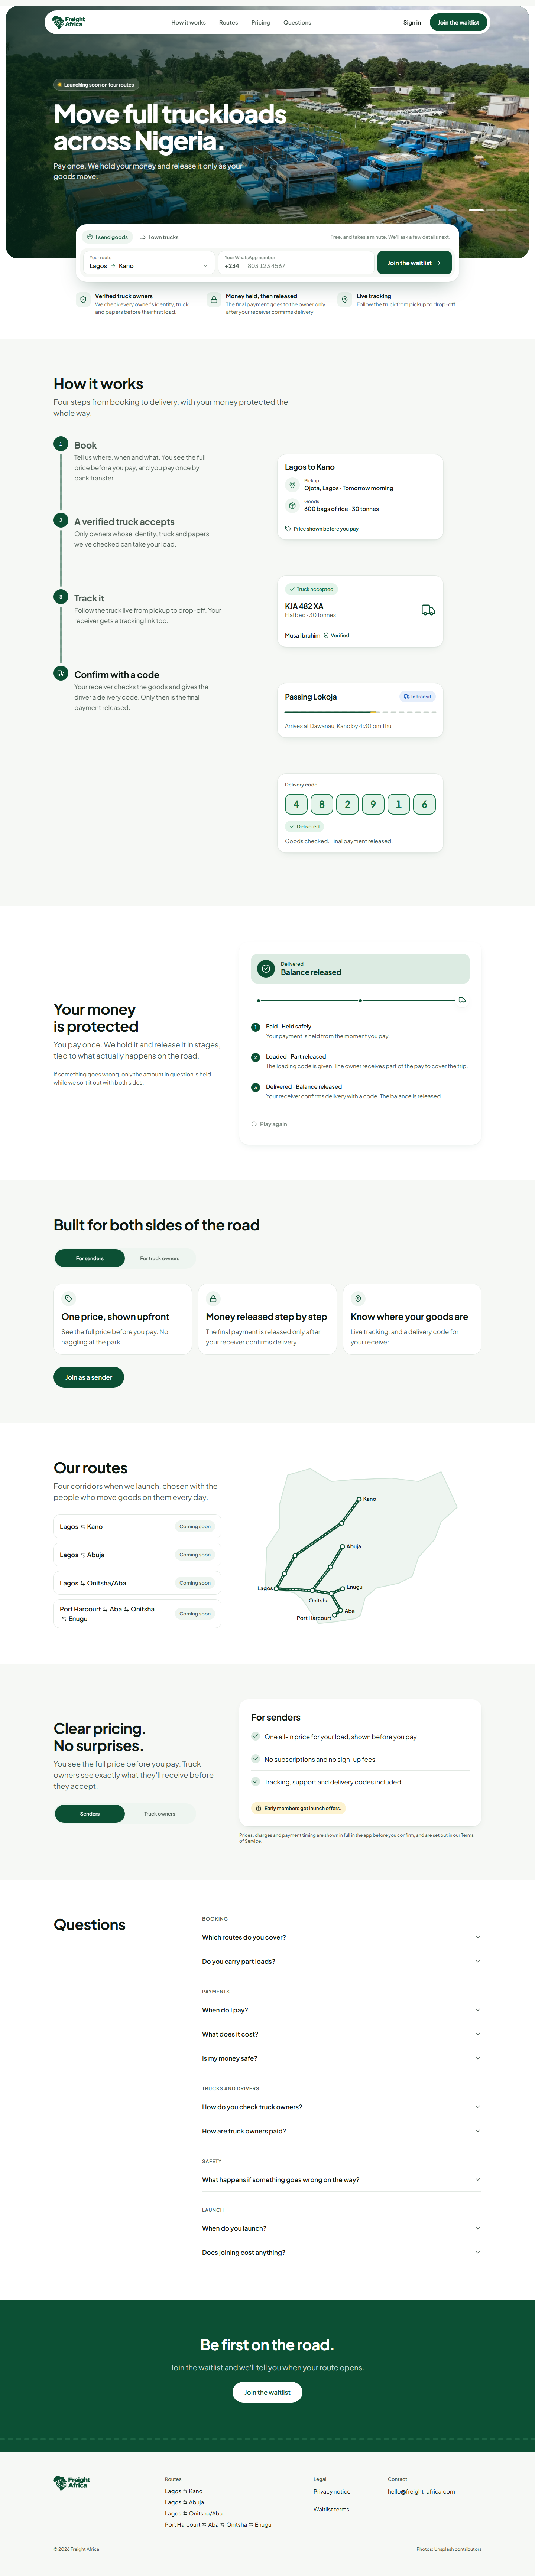 Freight
Africa
How it works
Routes
Pricing
Questions
Sign in
Join the waitlist
Launching soon on four routes
Move full truckloads
across Nigeria.
Pay once. We hold your money and release it only as your
goods move.
I send goods
I own trucks
Free, and takes a minute. We'll ask a few details next.
Your route
Lagos → Kano
Your WhatsApp number
+234 803 123 4567
Join the waitlist →
Verified truck owners
We check every owner's identity, truck
and papers before their first load.
Money held, then released
The final payment goes to the owner only
after your receiver confirms delivery.
Live tracking
Follow the truck from pickup to drop-off.
How it works
Four steps from booking to delivery, with your money protected the
whole way.
1
Book
Tell us where, when and what. You see the full
price before you pay, and you pay once by
bank transfer.
2
A verified truck accepts
Only owners whose identity, truck and papers
we've checked can take your load.
3
Track it
Follow the truck live from pickup to drop-off. Your
receiver gets a tracking link too.
Confirm with a code
Your receiver checks the goods and gives the
driver a delivery code. Only then is the final
payment released.
Lagos to Kano
Pickup
Ojota, Lagos · Tomorrow morning
Goods
600 bags of rice · 30 tonnes
Price shown before you pay
Truck accepted
KJA 482 XA
Flatbed · 30 tonnes
Musa Ibrahim Verified
Passing Lokoja
In transit
Arrives at Dawanau, Kano by 4:30 pm Thu
Delivery code
4 8 2 9 1 6
Delivered
Goods checked. Final payment released.
Your money
is protected
You pay once. We hold it and release it in stages,
tied to what actually happens on the road.
If something goes wrong, only the amount in question is held
while we sort it out with both sides.
Delivered
Balance released
1
Paid · Held safely
Your payment is held from the moment you pay.
2
Loaded · Part released
The loading code is given. The owner receives part of the pay to cover the trip.
3
Delivered · Balance released
Your receiver confirms delivery with a code. The balance is released.
Play again
Built for both sides of the road
For senders
For truck owners
One price, shown upfront
See the full price before you pay. No
haggling at the park.
Money released step by step
The final payment is released only after
your receiver confirms delivery.
Know where your goods are
Live tracking, and a delivery code for
your receiver.
Join as a sender
Our routes
Four corridors when we launch, chosen with the
people who move goods on them every day.
Lagos ⇆ Kano
Coming soon
Lagos ⇆ Abuja
Coming soon
Lagos ⇆ Onitsha/Aba
Coming soon
Port Harcourt ⇆ Aba ⇆ Onitsha
⇆ Enugu
Coming soon
Kano
Abuja
Lagos
Enugu
Onitsha
Aba
Port Harcourt
Clear pricing.
No surprises.
You see the full price before you pay. Truck
owners see exactly what they'll receive before
they accept.
Senders
Truck owners
For senders
One all-in price for your load, shown before you pay
No subscriptions and no sign-up fees
Tracking, support and delivery codes included
Early members get launch offers.
Prices, charges and payment timing are shown in full in the app before you confirm, and are set out in our Terms
of Service.
Questions
BOOKING
Which routes do you cover?
Do you carry part loads?
PAYMENTS
When do I pay?
What does it cost?
Is my money safe?
TRUCKS AND DRIVERS
How do you check truck owners?
How are truck owners paid?
SAFETY
What happens if something goes wrong on the way?
LAUNCH
When do you launch?
Does joining cost anything?
Be first on the road.
Join the waitlist and we'll tell you when your route opens.
Join the waitlist
Freight
Africa
Routes
Lagos ⇆ Kano
Lagos ⇆ Abuja
Lagos ⇆ Onitsha/Aba
Port Harcourt ⇆ Aba ⇆ Onitsha ⇆ Enugu
Legal
Privacy notice
Waitlist terms
Contact
hello@freight-africa.com
© 2026 Freight Africa
Photos: Unsplash contributors